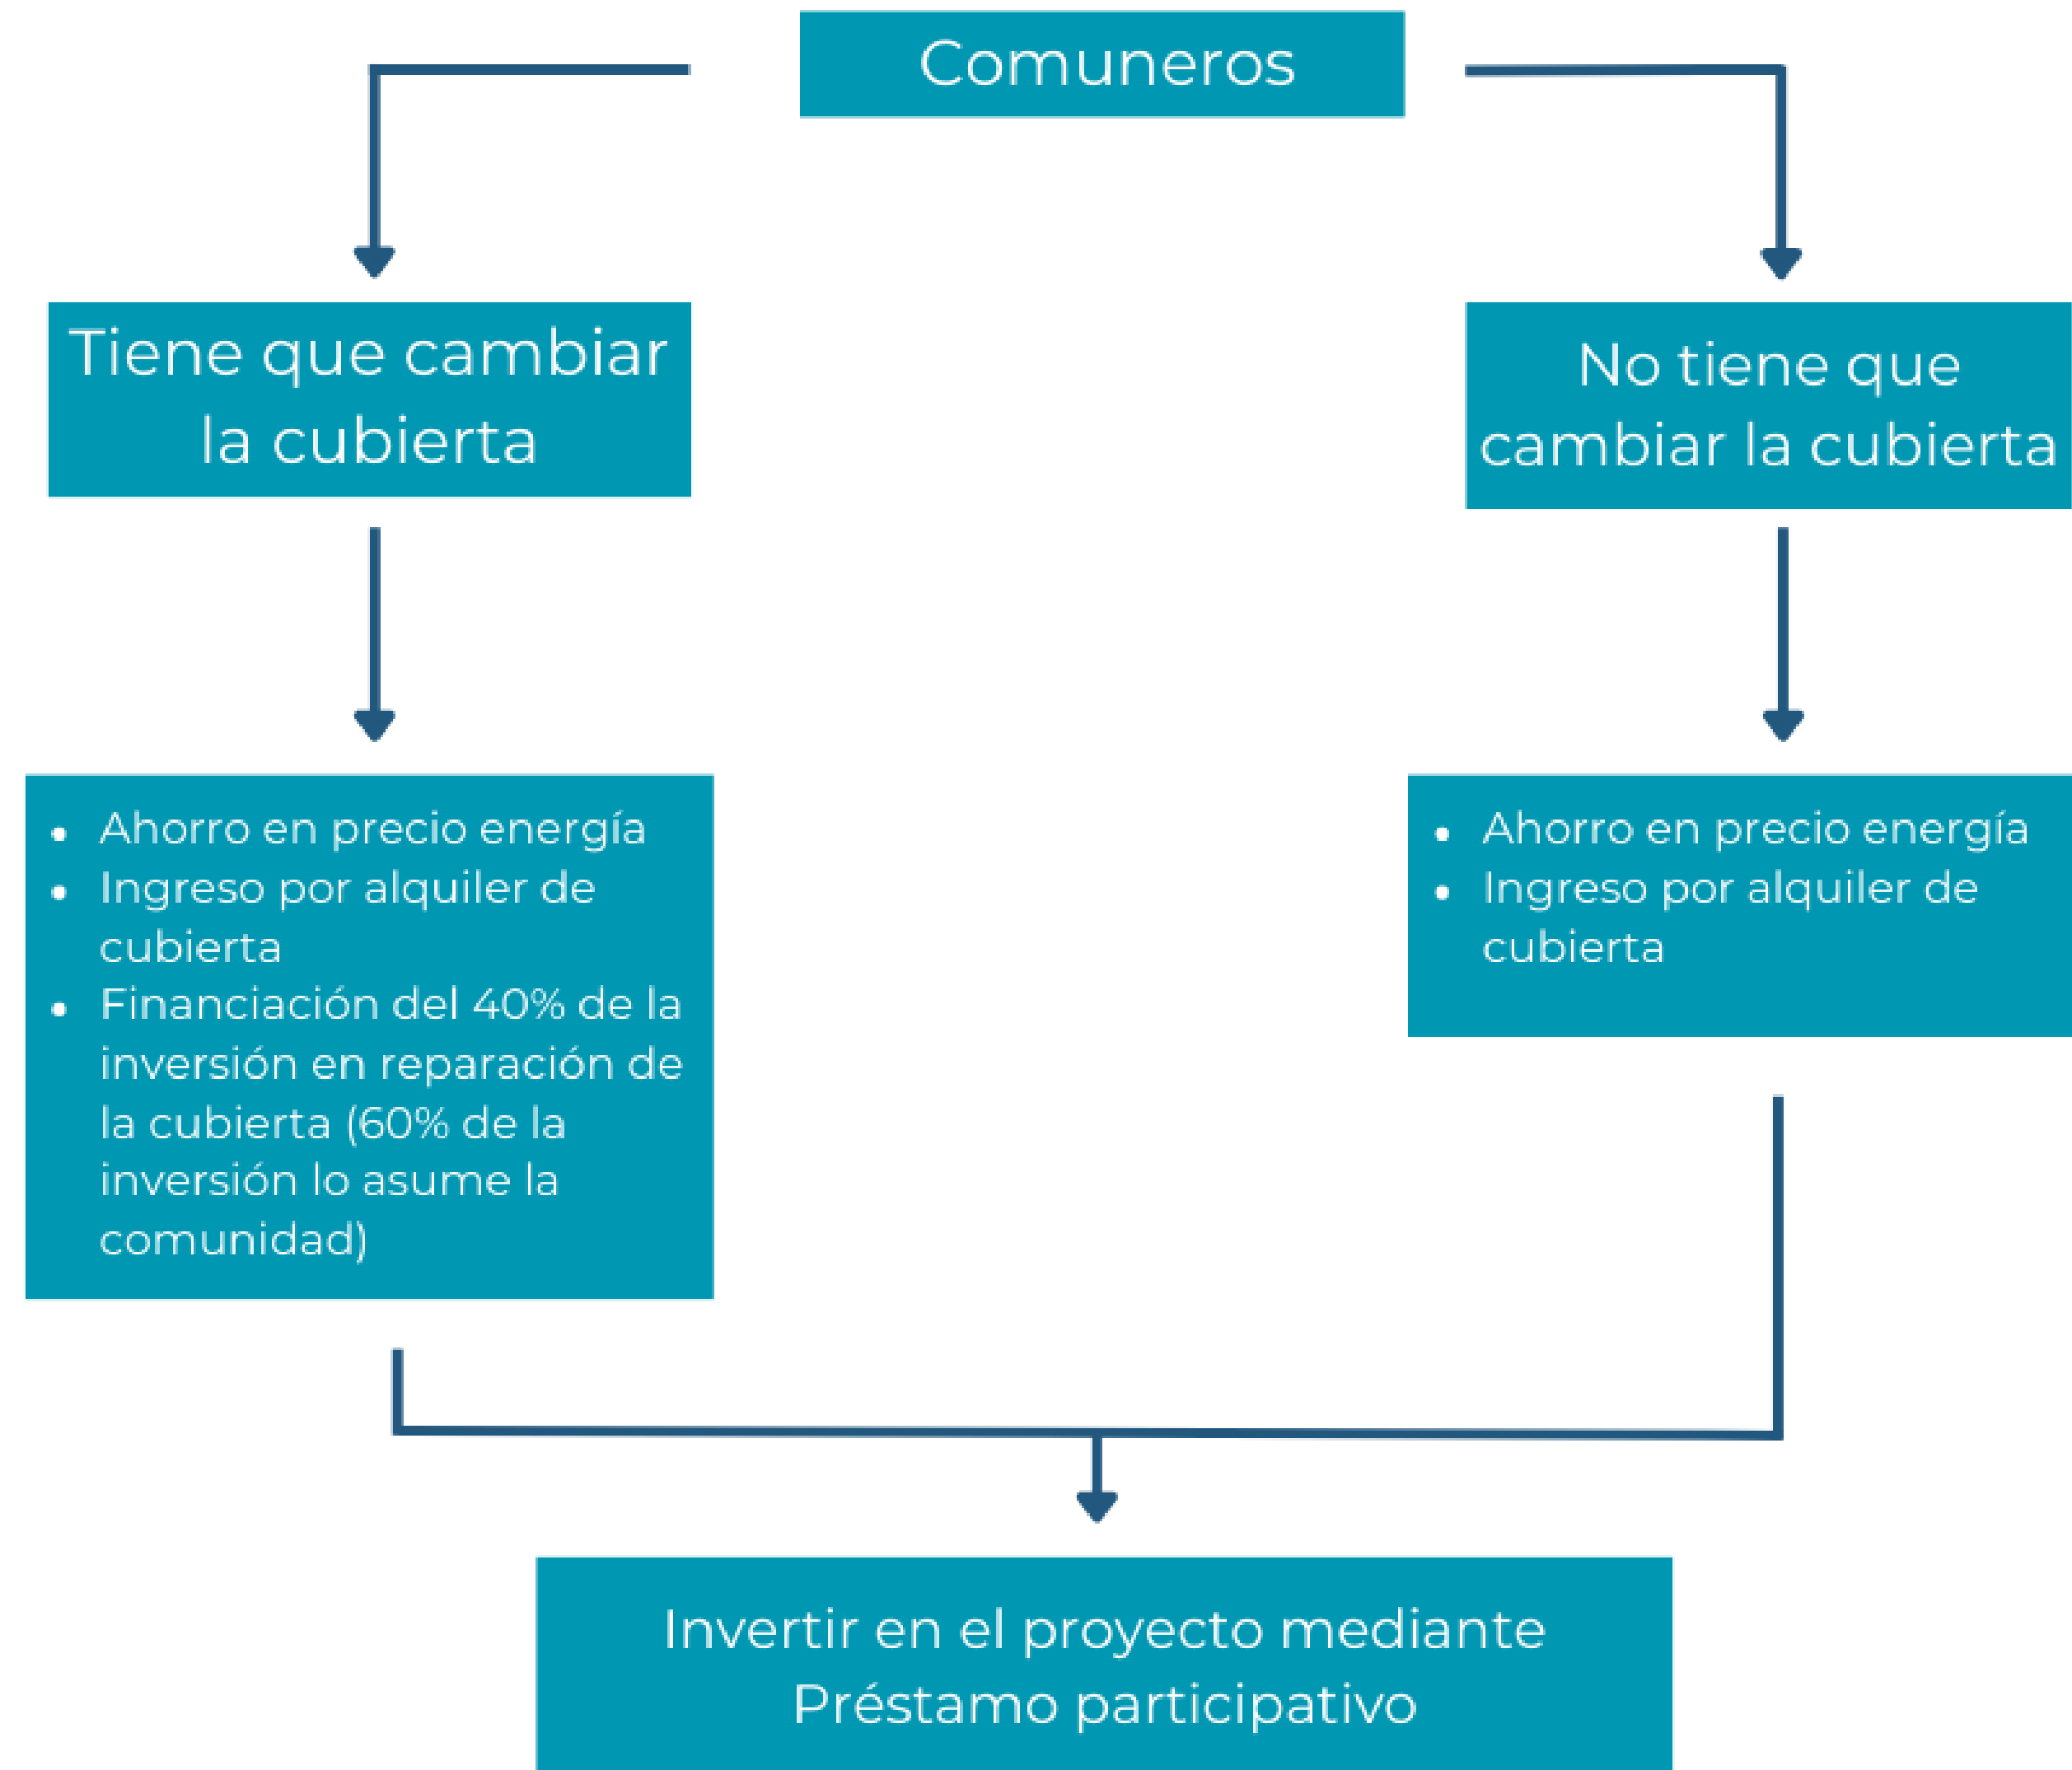 Comuneros
Tiene que cambiar
la cubierta
No tiene que
cambiar la cubierta
• Ahorro en precio energía
• Ingreso por alquiler de
cubierta
• Financiación del 40% de la
inversión en reparación de
la cubierta (60% de la
inversión lo asume la
comunidad)
• Ahorro en precio energía
• Ingreso por alquiler de
cubierta
Invertir en el proyecto mediante
Préstamo participativo